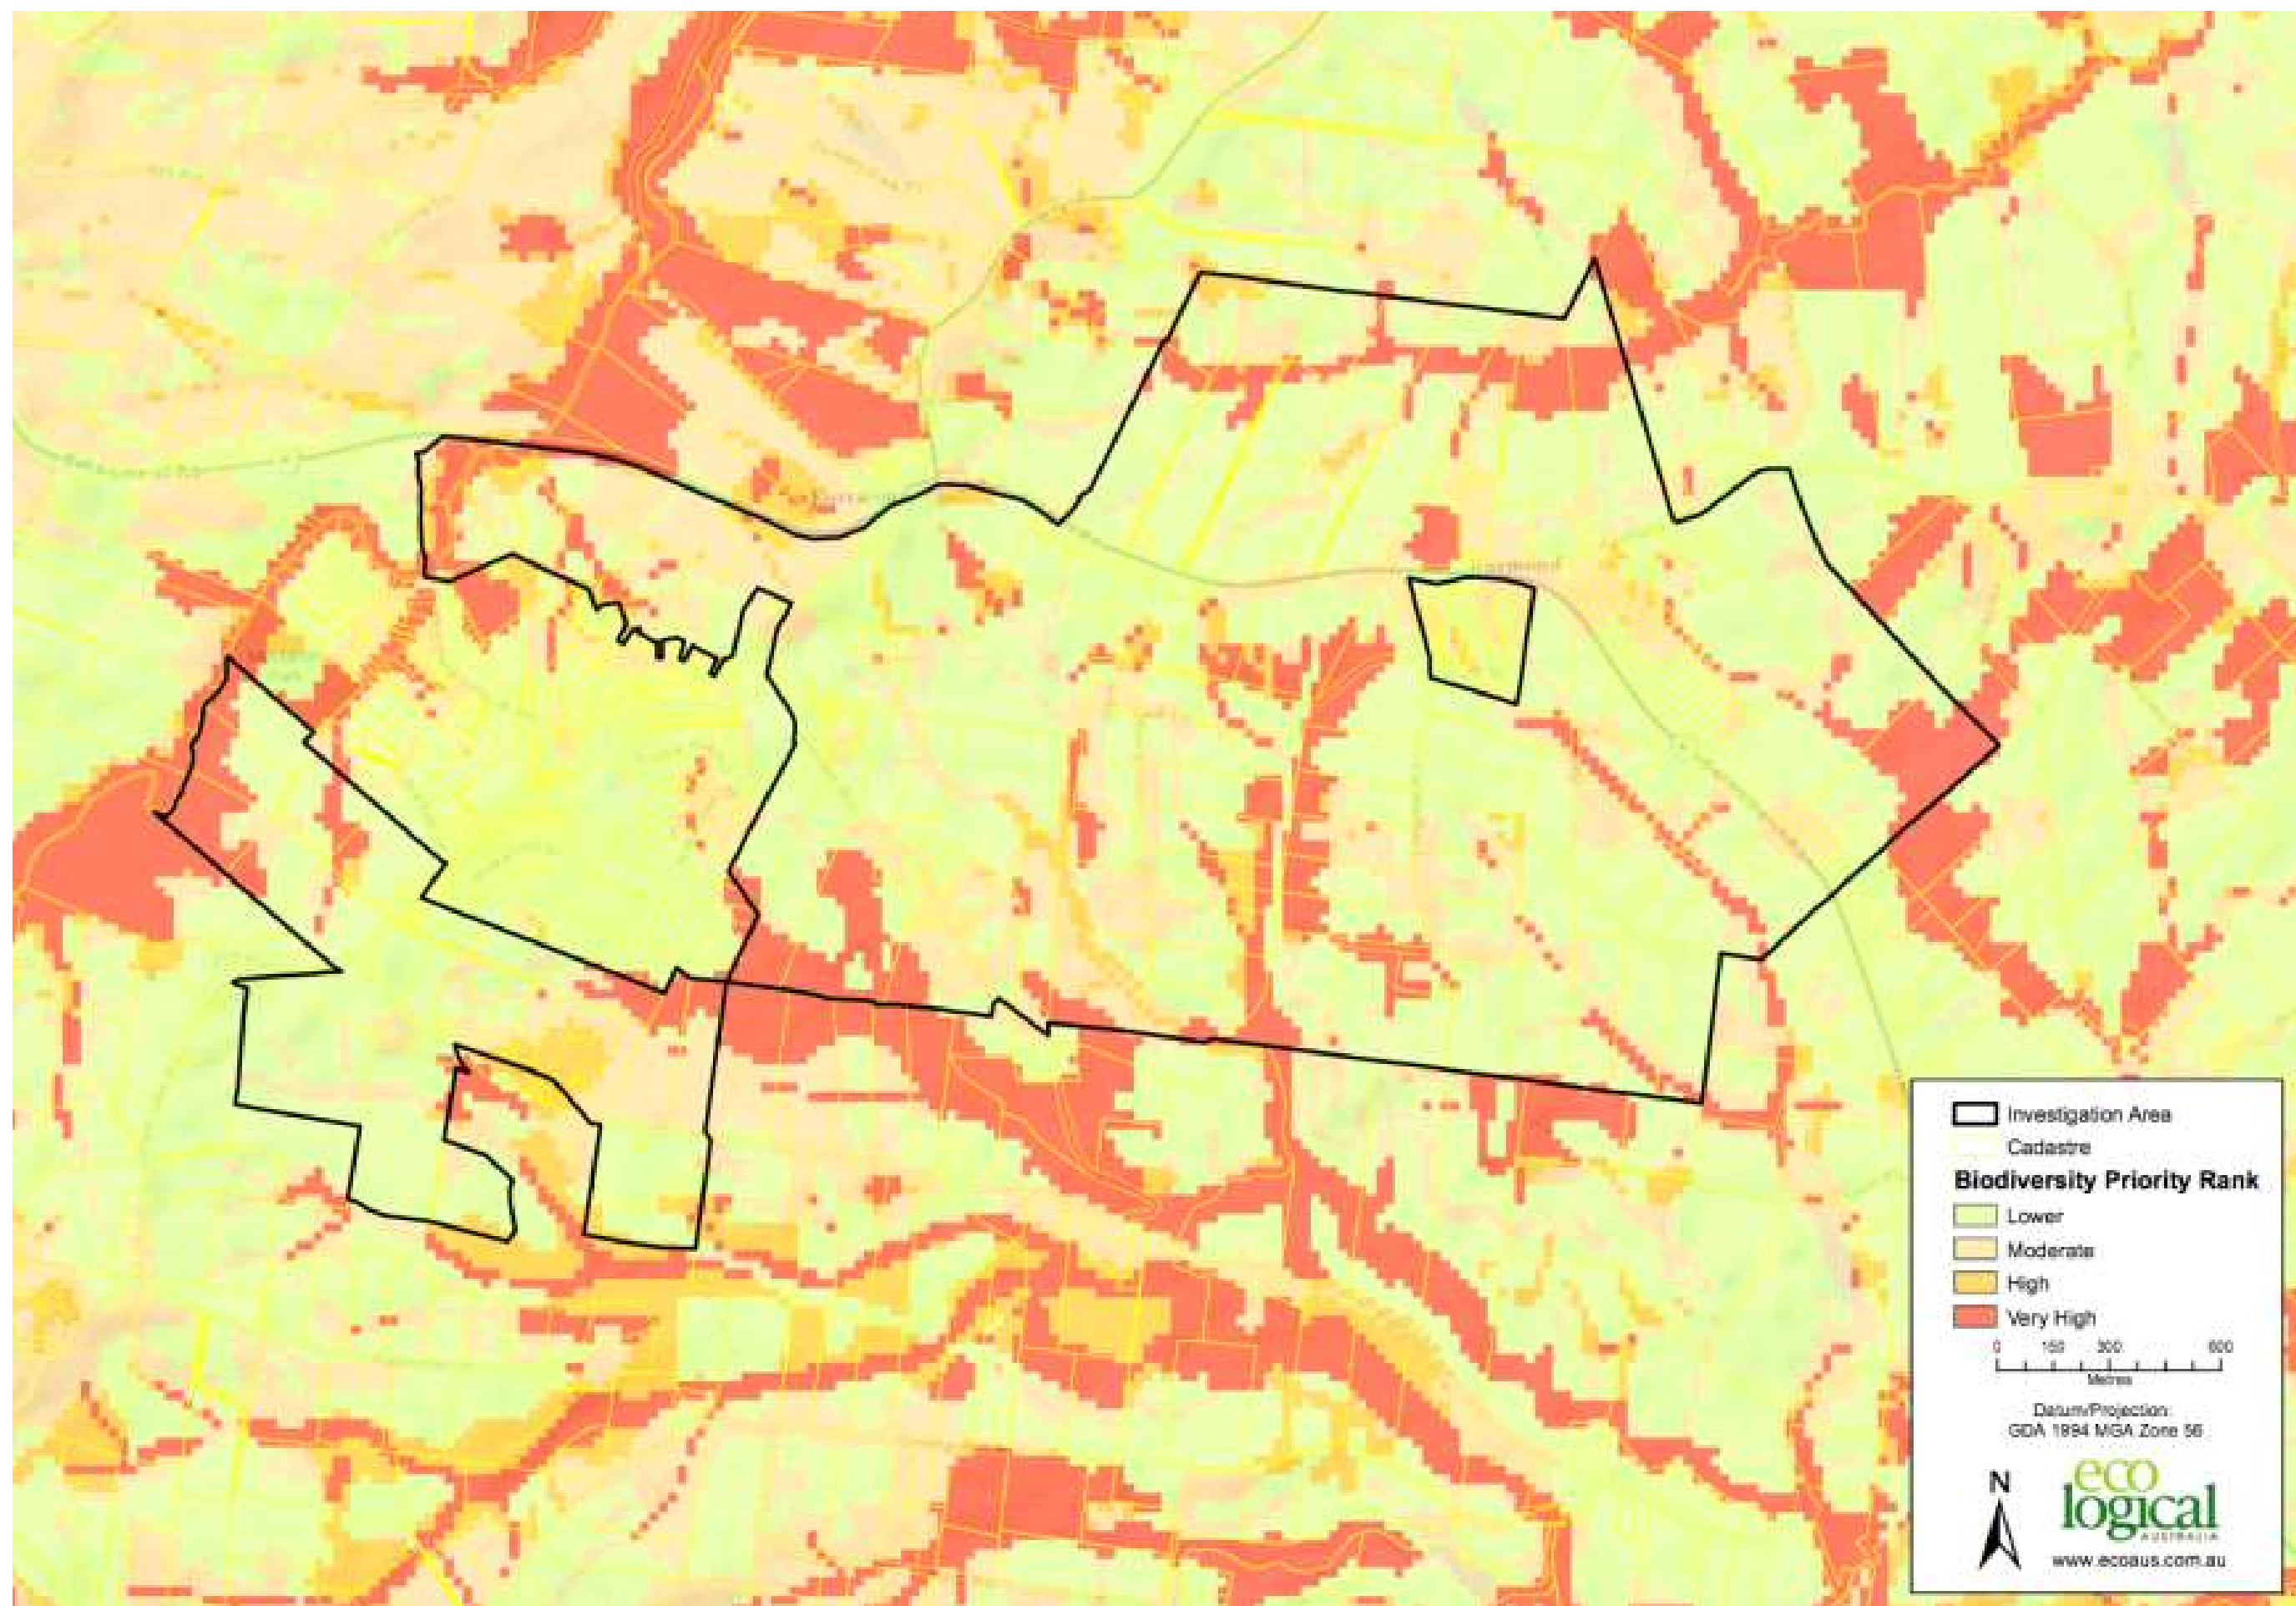 Investigation Area
Cadastre
Biodiversity Priority Rank
Lower
Moderate
High
Very High
0 150 300 600
Metres
Datum/Projection:
GDA 1994 MGA Zone 56
N
eco
logical
AUSTRALIA
www.ecoaus.com.au